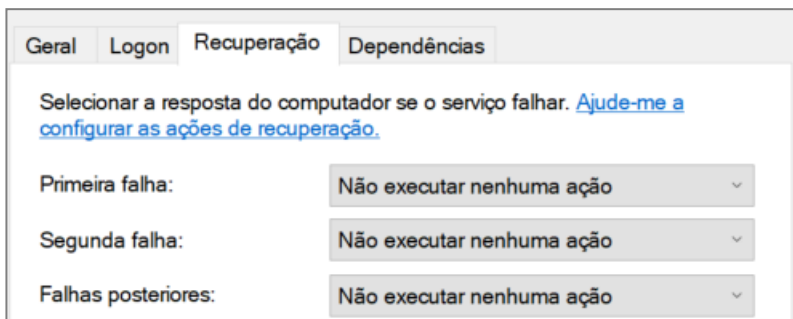 Geral Logon Recuperação Dependências
Selecionar a resposta do computador se o serviço falhar. Ajude-me a
configurar as ações de recuperação.
Primeira falha: Não executar nenhuma ação
Segunda falha: Não executar nenhuma ação
Falhas posteriores: Não executar nenhuma ação